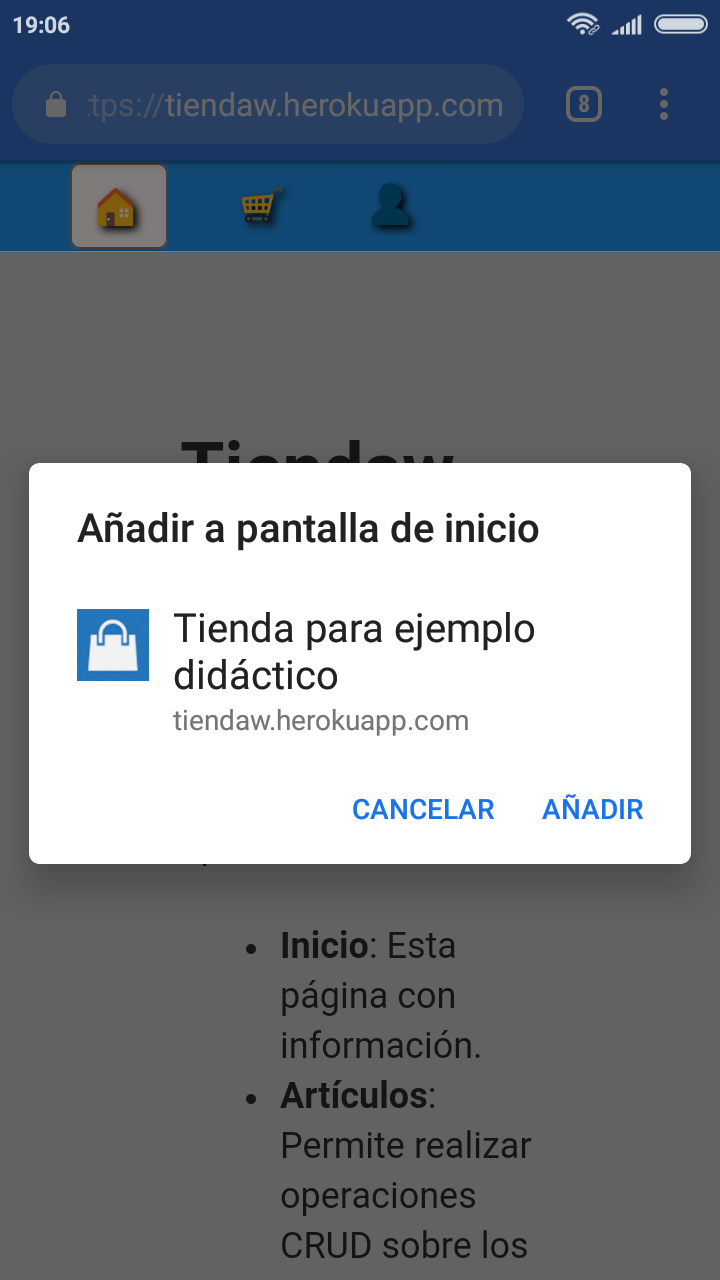 19:06
tps://tiendaw.herokuapp.com
8
Tiendaw
Añadir a pantalla de inicio
Tienda para ejemplo
didáctico
tiendaw.herokuapp.com
CANCELAR AÑADIR
Inicio: Esta
página con
información.
Artículos:
Permite realizar
operaciones
CRUD sobre los